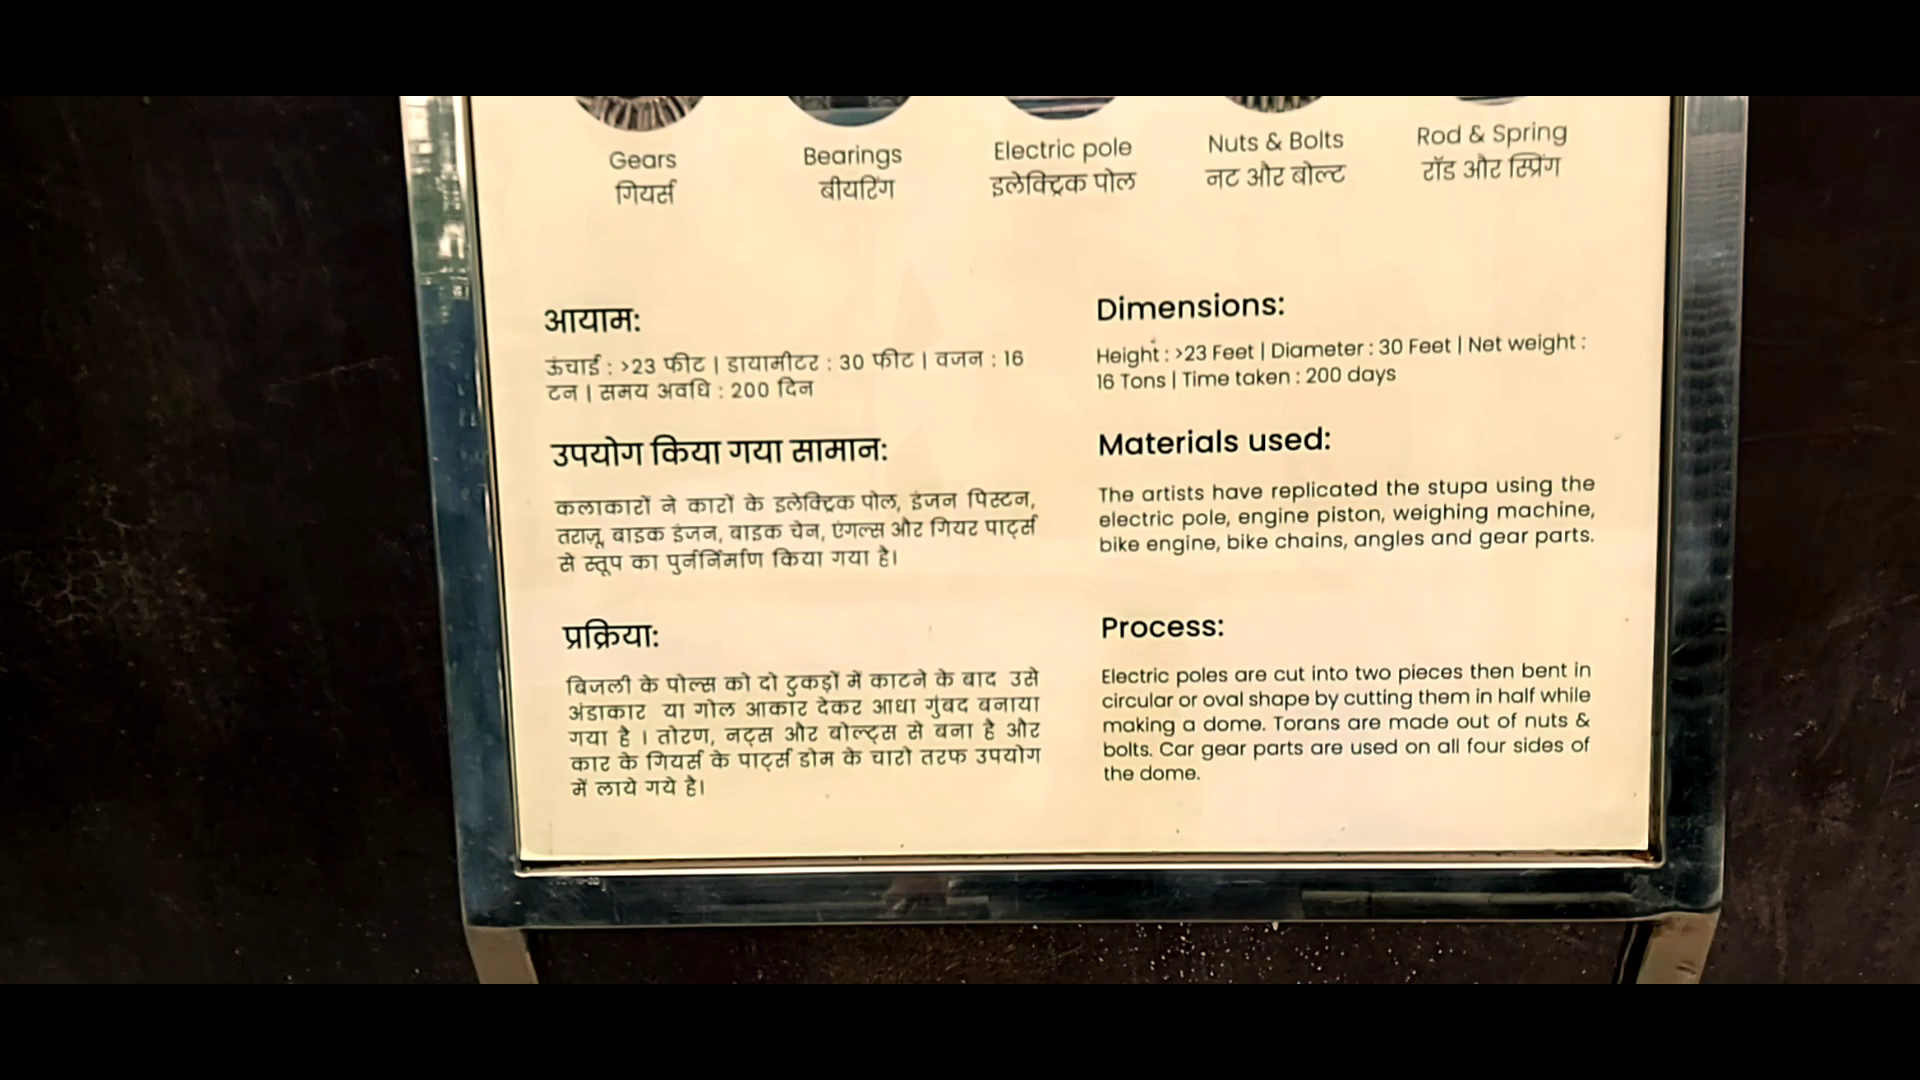 Gears
गियर्स
Bearings
बीयरिंग
Electric pole
इलेक्ट्रिक पोल
Nuts & Bolts
नट और बोल्ट
Rod & Spring
रॉड और स्प्रिंग
आयाम:
ऊंचाई : >23 फीट | डायामीटर : 30 फीट | वजन : 16
टन | समय अवधि : 200 दिन
उपयोग किया गया सामान:
कलाकारों ने कारों के इलेक्ट्रिक पोल, इंजन पिस्टन,
तराज़ू, बाइक इंजन, बाइक चेन, एंगल्स और गियर पार्ट्स
से स्तूप का पुर्ननिर्माण किया गया है।
प्रक्रिया:
बिजली के पोल्स को दो टुकड़ों में काटने के बाद उसे
अंडाकार या गोल आकार देकर आधा गुंबद बनाया
गया है । तोरण, नट्स और बोल्ट्स से बना है और
कार के गियर्स के पार्ट्स डोम के चारो तरफ उपयोग
में लाये गये है।
Dimensions:
Height : >23 Feet | Diameter : 30 Feet | Net weight :
16 Tons | Time taken : 200 days
Materials used:
The artists have replicated the stupa using the
electric pole, engine piston, weighing machine,
bike engine, bike chains, angles and gear parts.
Process:
Electric poles are cut into two pieces then bent in
circular or oval shape by cutting them in half while
making a dome. Torans are made out of nuts &
bolts. Car gear parts are used on all four sides of
the dome.